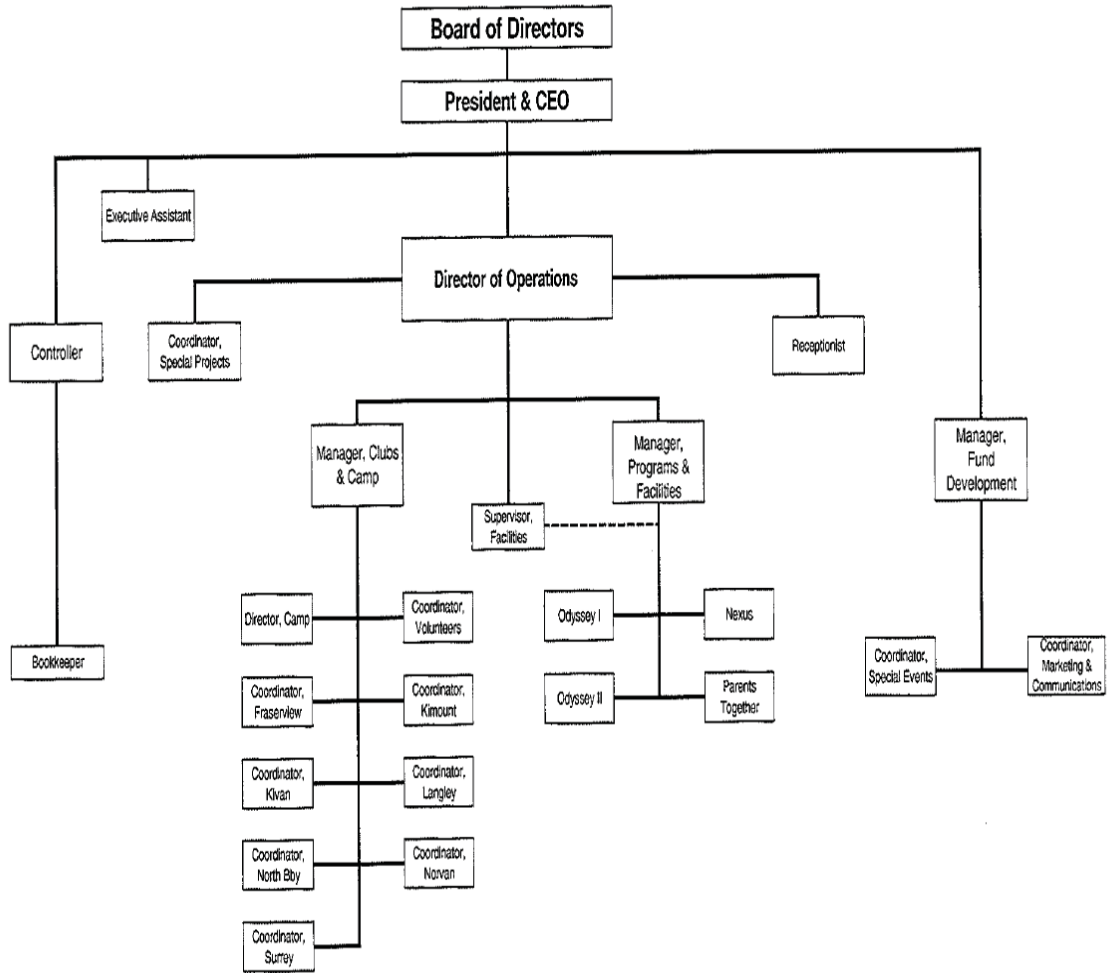 Board of Directors
President & CEO
Executive Assistant
Director of Operations
Controller
Coordinator,
Special Projects
Receptionist
Manager, Clubs
& Camp
Manager,
Programs &
Facilities
Manager,
Fund
Development
Supervisor,
Facilities
Director, Camp
Coordinator,
Volunteers
Odyssey I
Nexus
Bookkeeper
Coordinator,
Special Events
Coordinator,
Marketing &
Communications
Coordinator,
Fraserview
Coordinator,
Kimount
Odyssey II
Parents
Together
Coordinator,
Kivan
Coordinator,
Langley
Coordinator,
North Bby
Coordinator,
Norvan
Coordinator,
Surrey